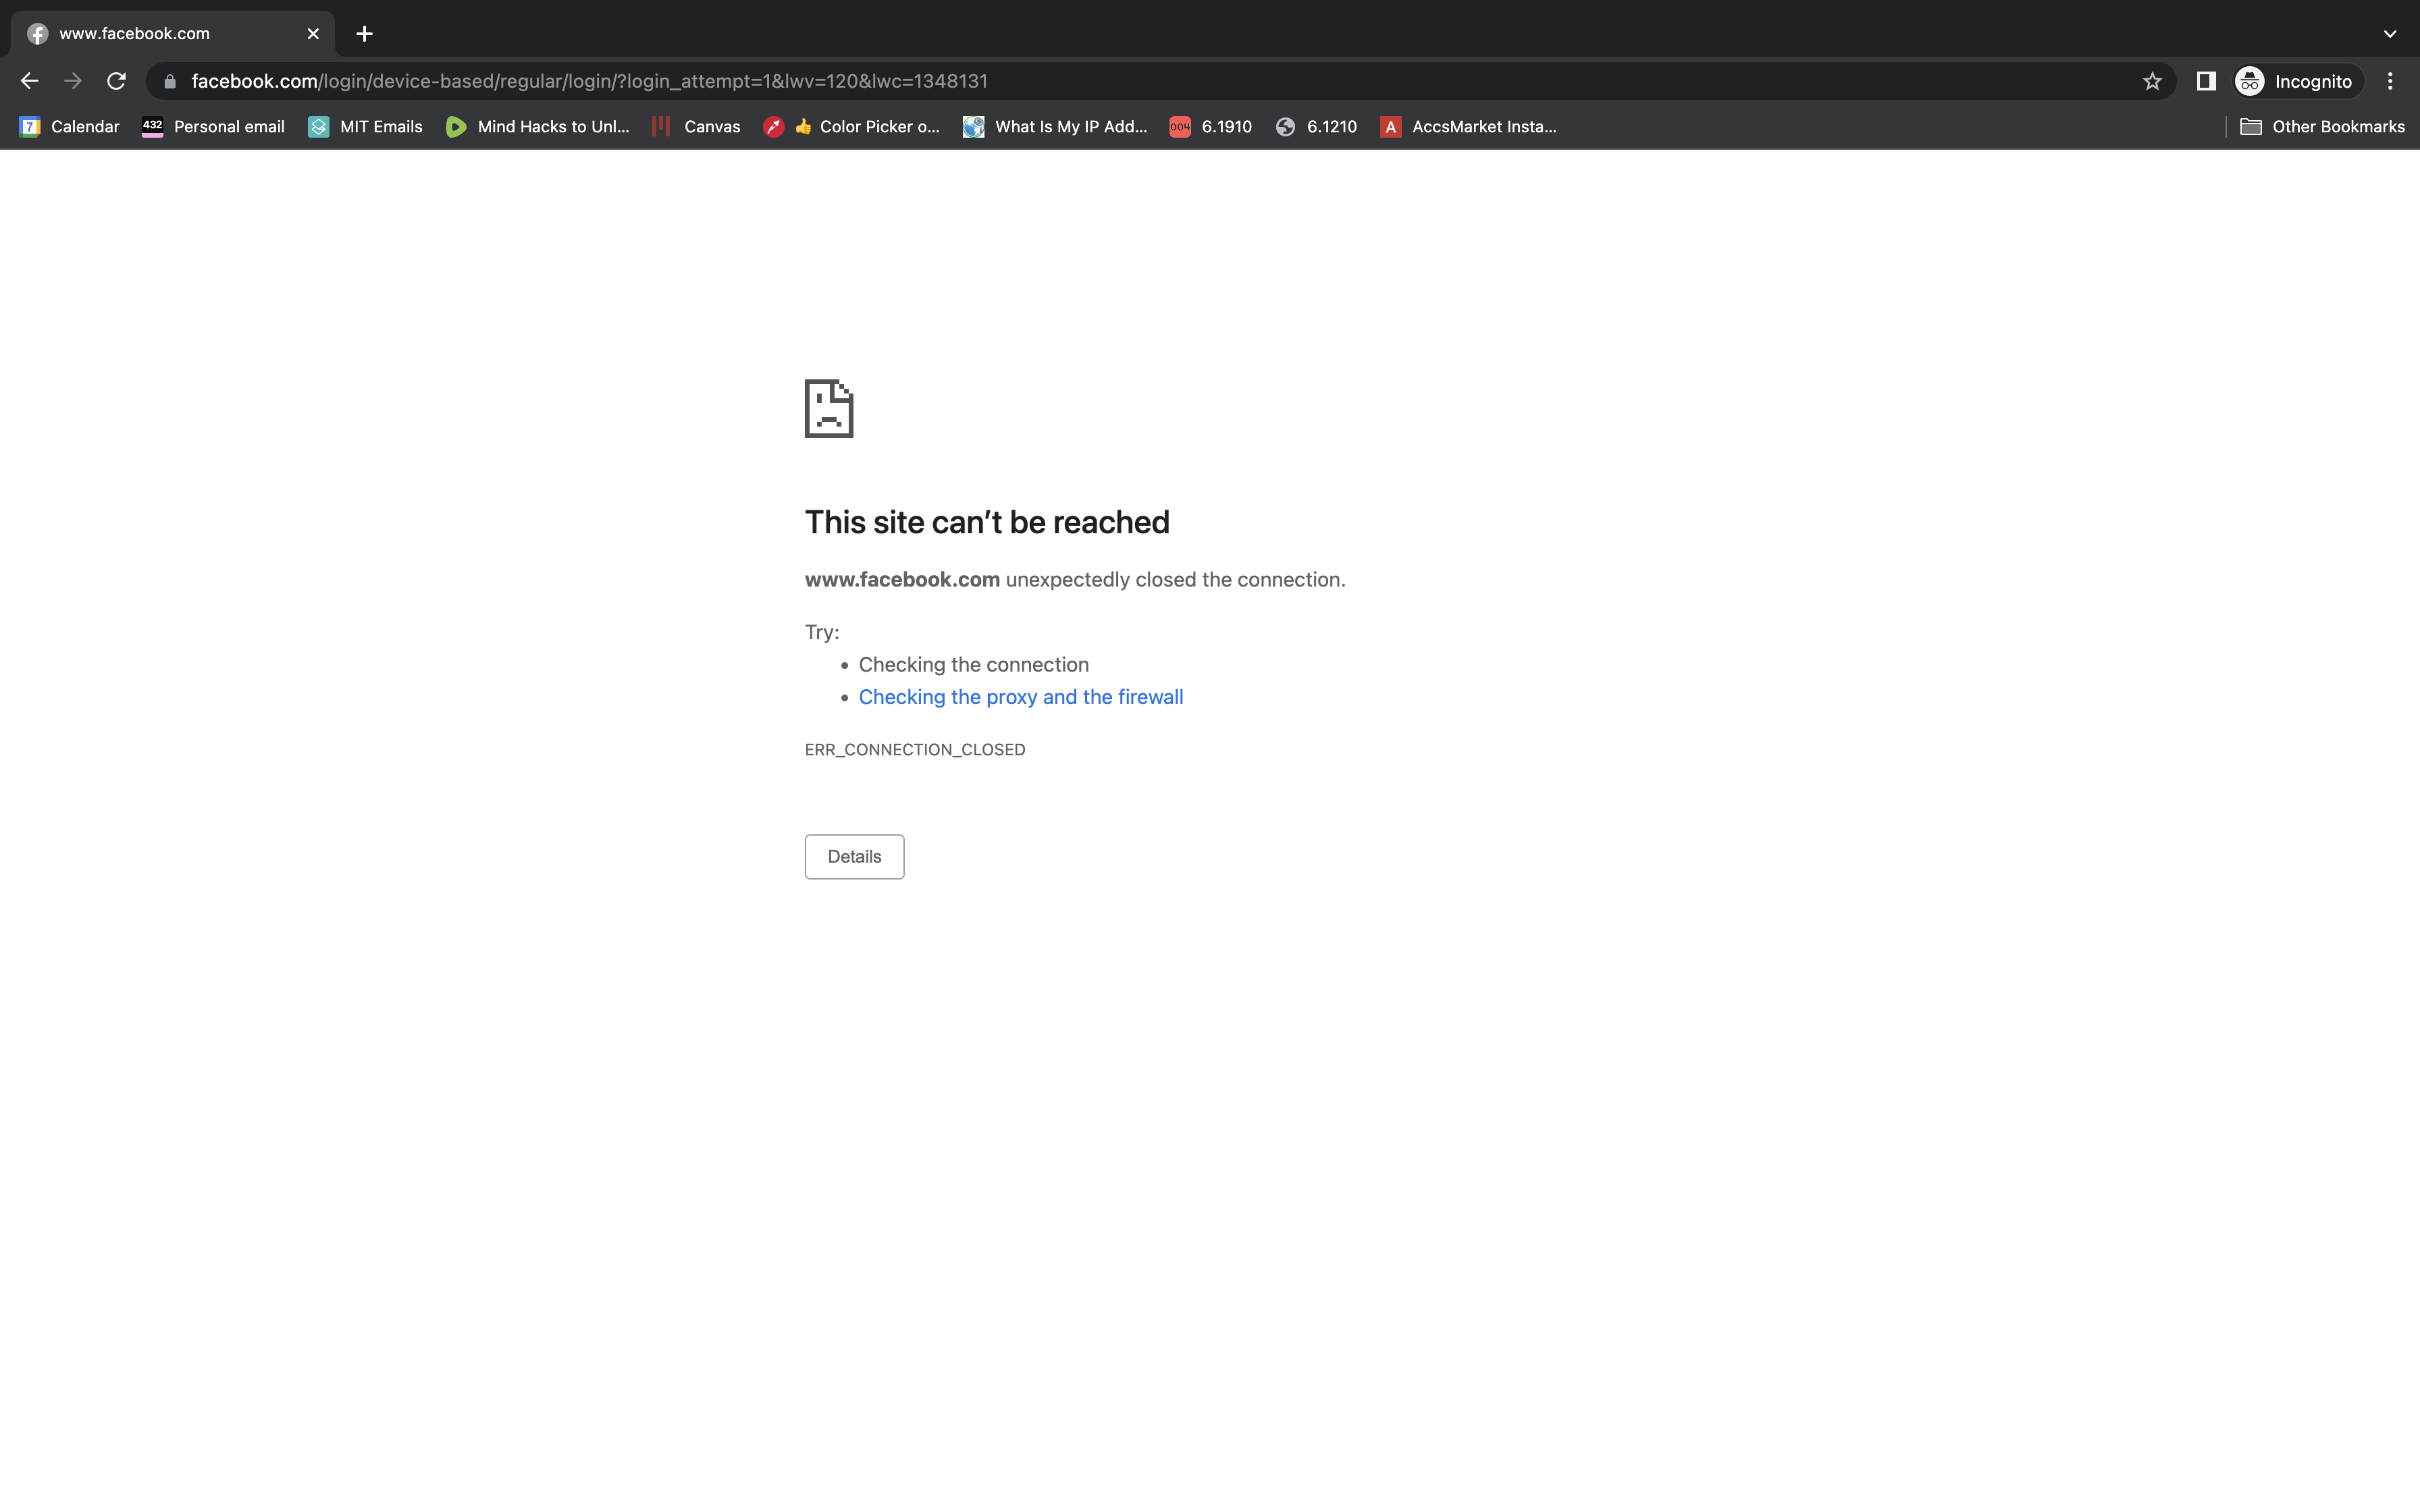 www.facebook.com
facebook.com/login/device-based/regular/login/?login_attempt=1&lwv=120&lwc=1348131
Incognito
7 Calendar 432 Personal email MIT Emails Mind Hacks to Unl... Canvas 👍 Color Picker o... What Is My IP Add... 004 6.1910 6.1210 A AccsMarket Insta... Other Bookmarks
This site can’t be reached
www.facebook.com unexpectedly closed the connection.
Try:
• Checking the connection
• Checking the proxy and the firewall
ERR_CONNECTION_CLOSED
Details